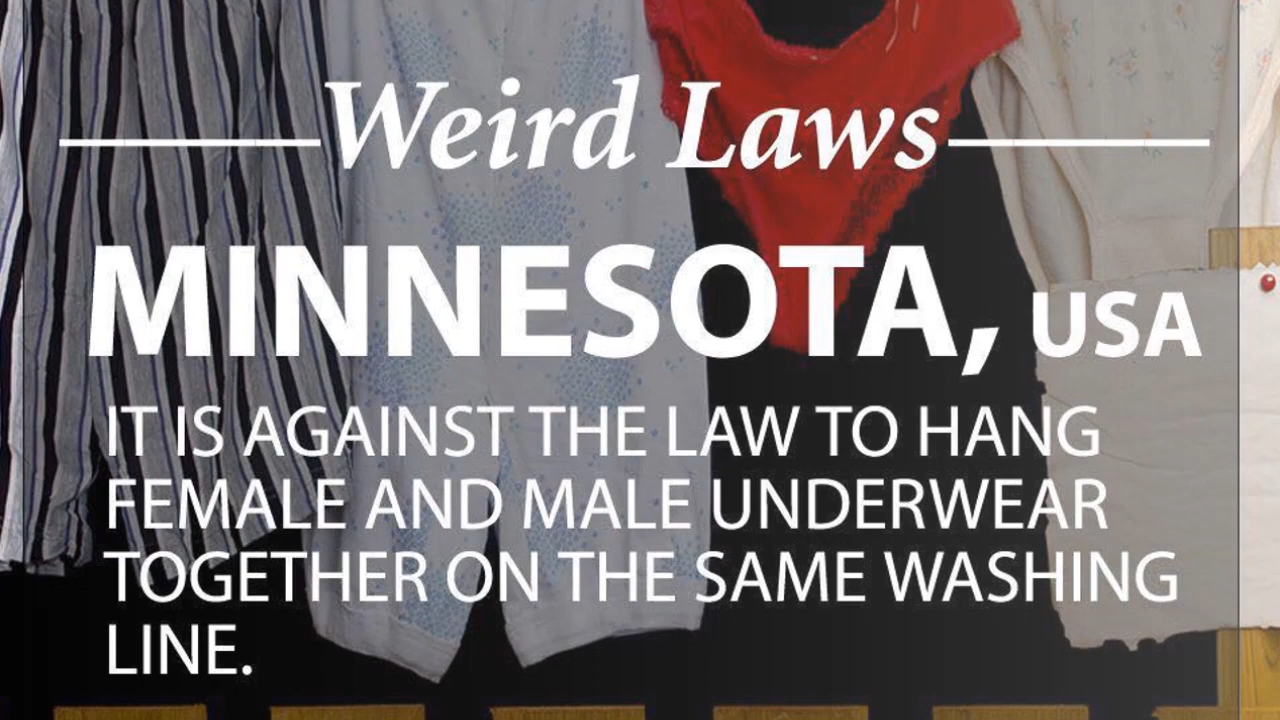 Weird Laws
MINNESOTA, USA
IT IS AGAINST THE LAW TO HANG
FEMALE AND MALE UNDERWEAR
TOGETHER ON THE SAME WASHING
LINE.